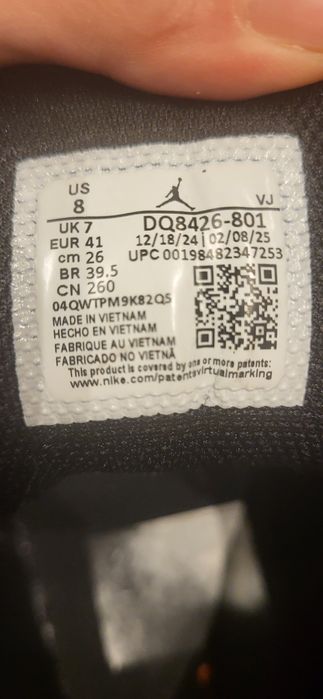 US
8
VJ
UK 7
DQ8426-801
EUR 41
12/18/24 | 02/08/25
cm 26
UPC 00198482347253
BR 39.5
CN 260
04QWTPM9K82QS
MADE IN VIETNAM
HECHO EN VIETNAM
FABRIQUE AU VIETNAM
FABRICADO NO VIETNÃ
This product is covered by one or more patents:
www.nike.com/patentsvirtualmarking